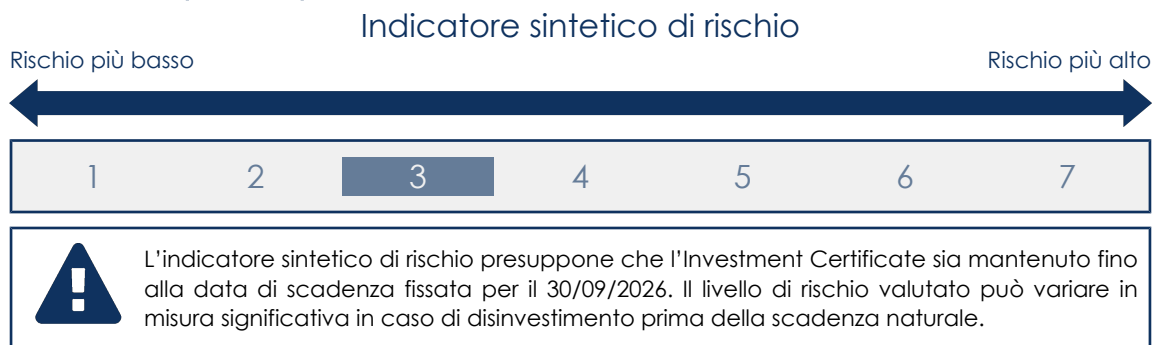 Indicatore sintetico di rischio
Rischio più basso
Rischio più alto
1 2 3 4 5 6 7
L'indicatore sintetico di rischio presuppone che l'Investment Certificate sia mantenuto fino
alla data di scadenza fissata per il 30/09/2026. Il livello di rischio valutato può variare in
misura significativa in caso di disinvestimento prima della scadenza naturale.